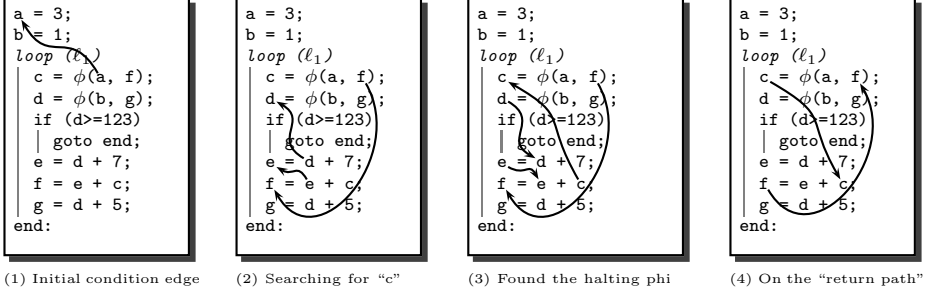 a = 3;
b = 1;
loop (ℓ₁)
c = ϕ(a, f);
d = ϕ(b, g);
if (d>=123)
goto end;
e = d + 7;
f = e + c;
g = d + 5;
end:
(1) Initial condition edge
a = 3;
b = 1;
loop (ℓ₁)
c = ϕ(a, f);
d = ϕ(b, g);
if (d>=123)
goto end;
e = d + 7;
f = e + c;
g = d + 5;
end:
(2) Searching for “c”
a = 3;
b = 1;
loop (ℓ₁)
c = ϕ(a, f);
d = ϕ(b, g);
if (d>=123)
goto end;
e = d + 7;
f = e + c;
g = d + 5;
end:
(3) Found the halting phi
a = 3;
b = 1;
loop (ℓ₁)
c = ϕ(a, f);
d = ϕ(b, g);
if (d>=123)
goto end;
e = d + 7;
f = e + c;
g = d + 5;
end:
(4) On the “return path”